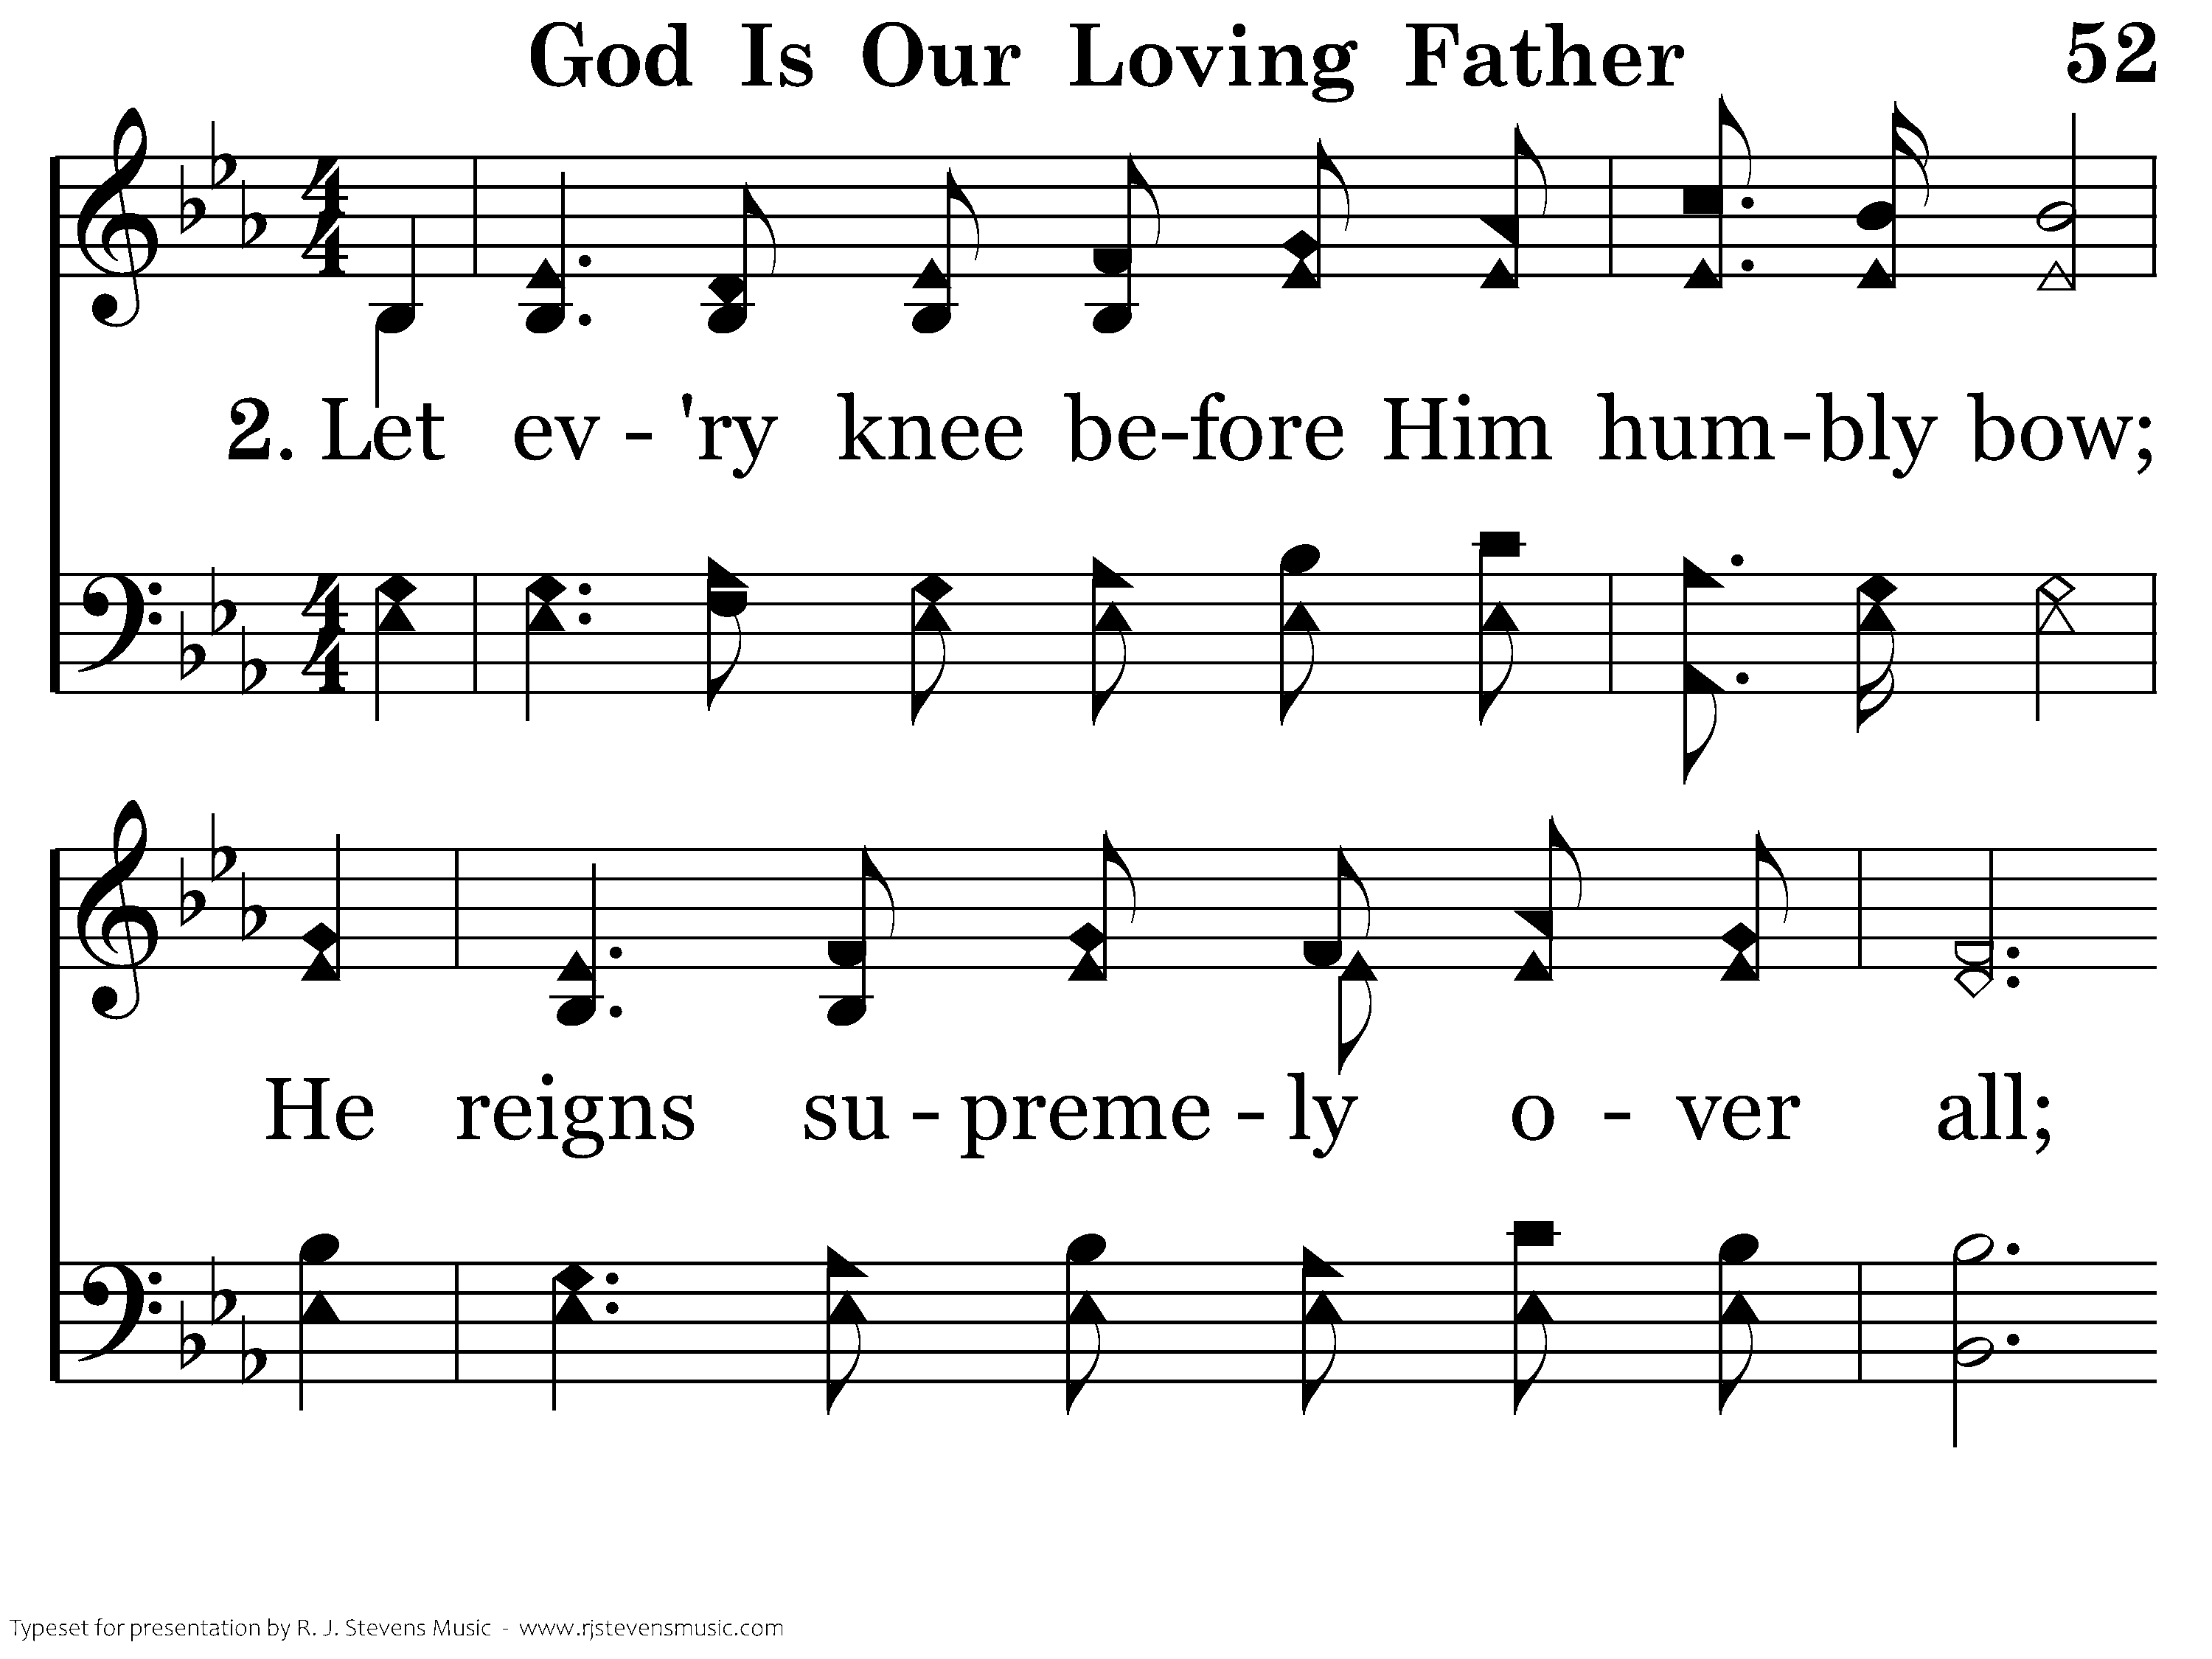 God Is Our Loving Father 52
2. Let ev - 'ry knee be-fore Him hum-bly bow;
He reigns su - preme - ly o - ver all;
Typeset for presentation by R. J. Stevens Music - www.rjstevensmusic.com